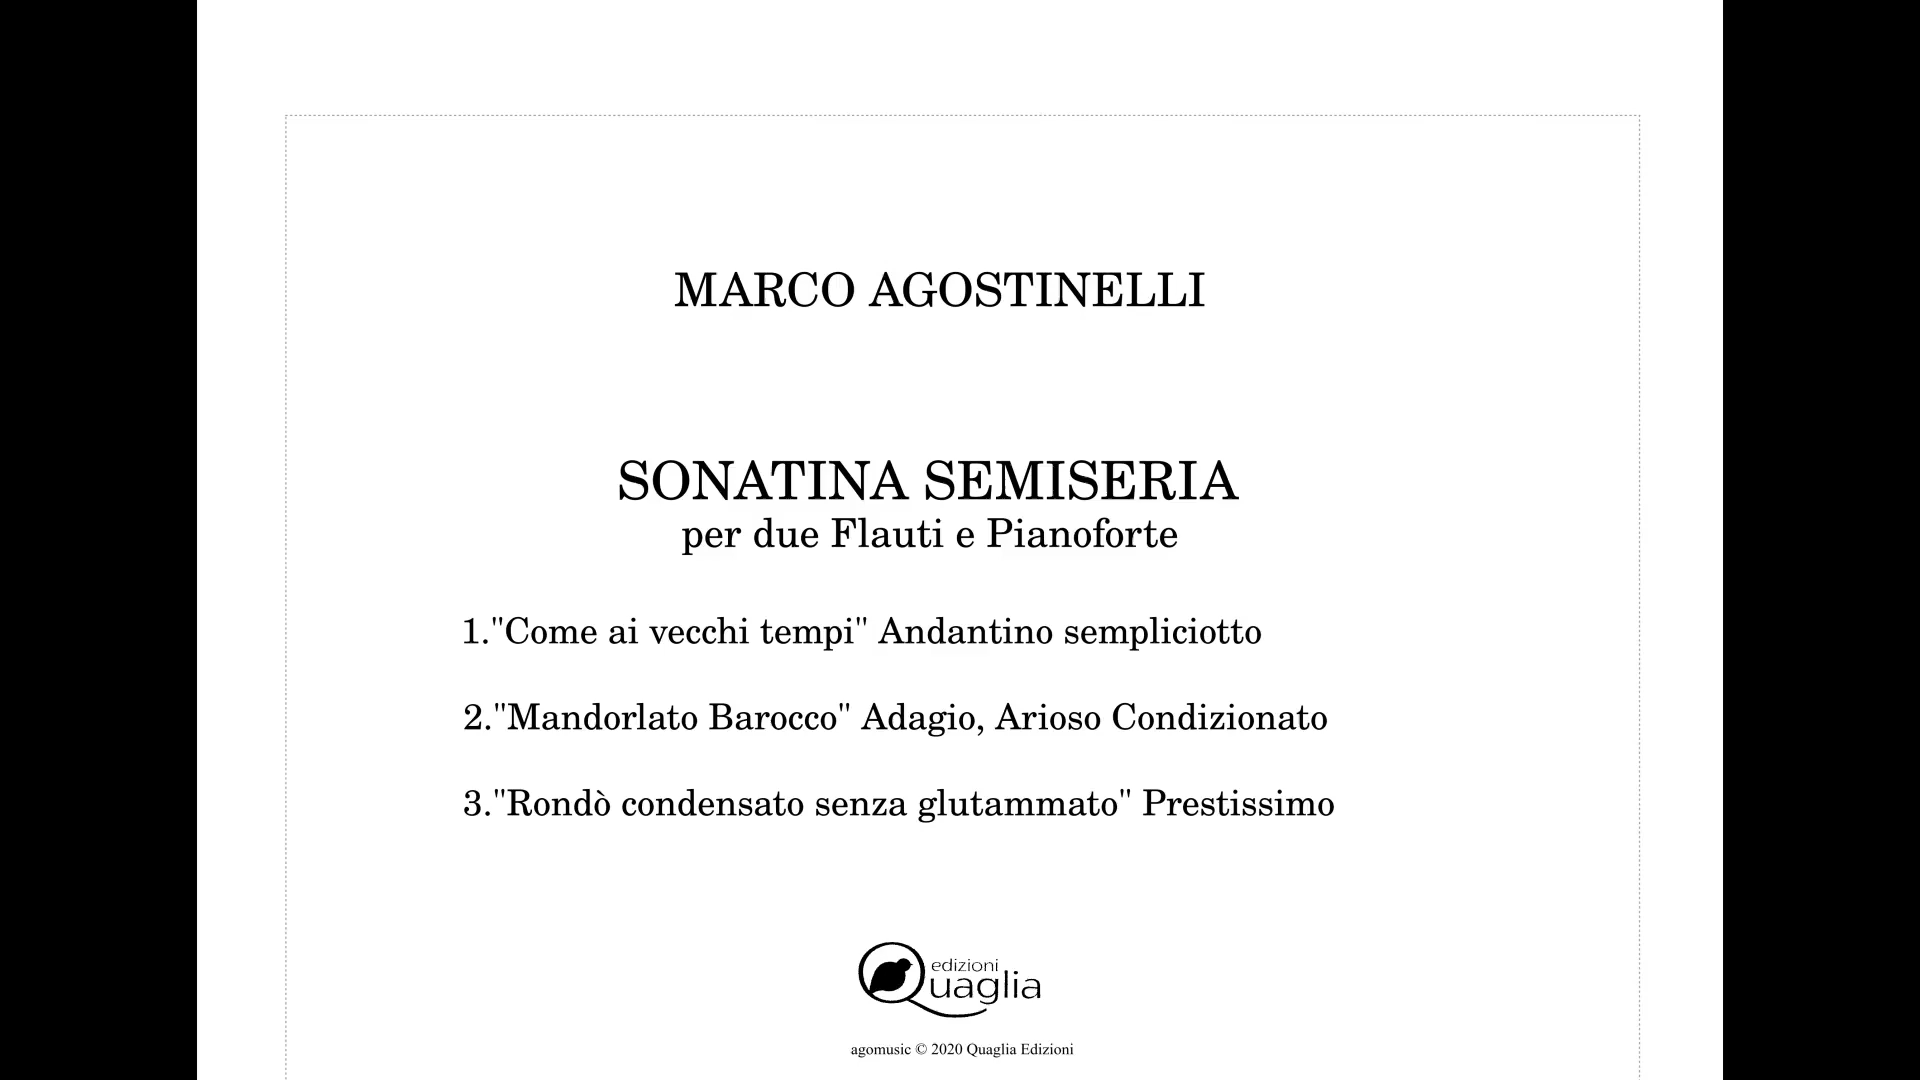 MARCO AGOSTINELLI
SONATINA SEMISERIA
per due Flauti e Pianoforte
1."Come ai vecchi tempi" Andantino sempliciotto
2."Mandorlato Barocco" Adagio, Arioso Condizionato
3."Rondò condensato senza glutammato" Prestissimo
edizioni
Quaglia
agomusic © 2020 Quaglia Edizioni